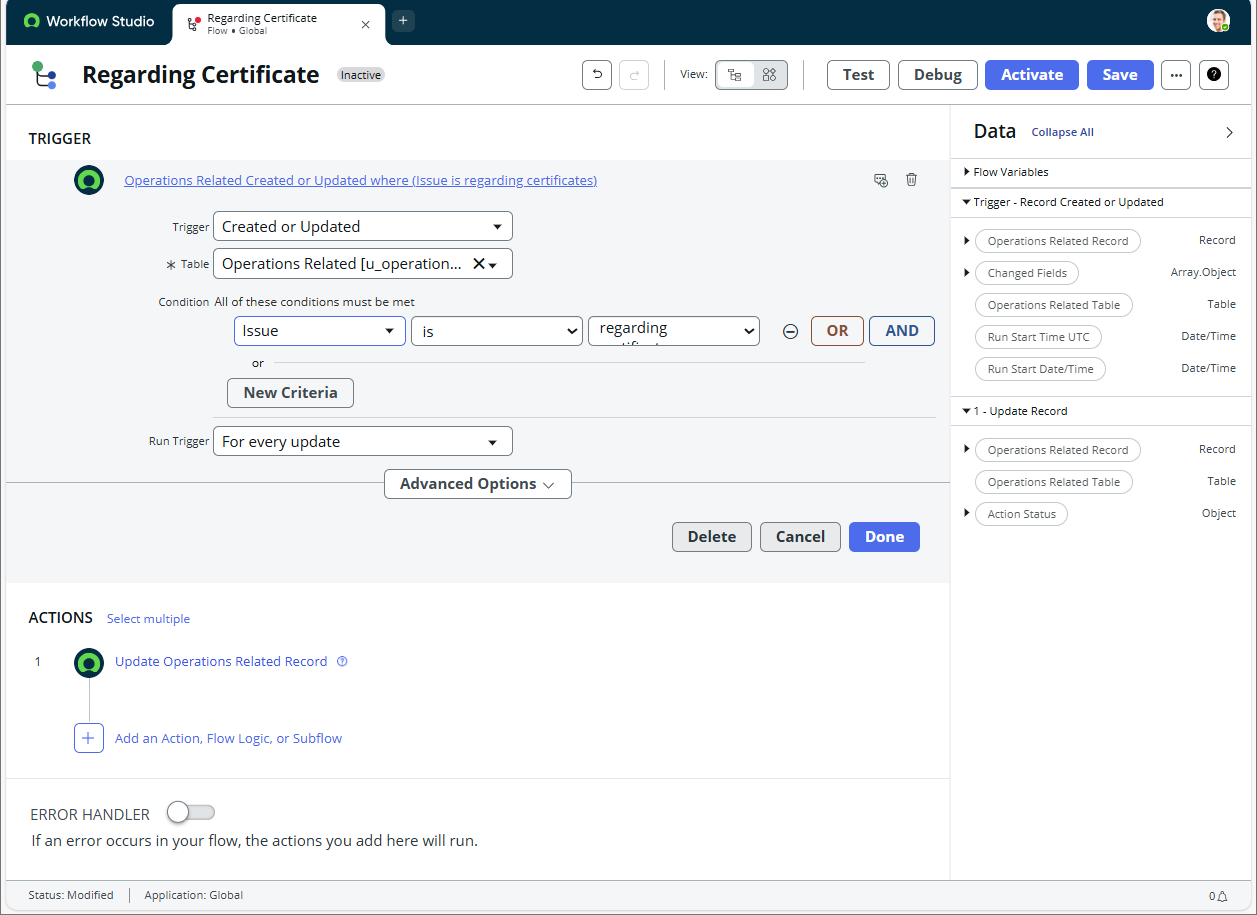 Workflow Studio
Regarding Certificate
Flow • Global
Regarding Certificate
Inactive
View:
Test
Debug
Activate
Save
TRIGGER
Operations Related Created or Updated where (Issue is regarding certificates)
Trigger
Created or Updated
* Table
Operations Related [u_operation...
Condition
All of these conditions must be met
Issue
is
regarding
OR
AND
or
New Criteria
Run Trigger
For every update
Advanced Options
Delete
Cancel
Done
ACTIONS
Select multiple
1
Update Operations Related Record
Add an Action, Flow Logic, or Subflow
ERROR HANDLER
If an error occurs in your flow, the actions you add here will run.
Data
Collapse All
Flow Variables
Trigger - Record Created or Updated
Operations Related Record
Record
Changed Fields
Array.Object
Operations Related Table
Table
Run Start Time UTC
Date/Time
Run Start Date/Time
Date/Time
1 - Update Record
Operations Related Record
Record
Operations Related Table
Table
Action Status
Object
Status: Modified
Application: Global
0